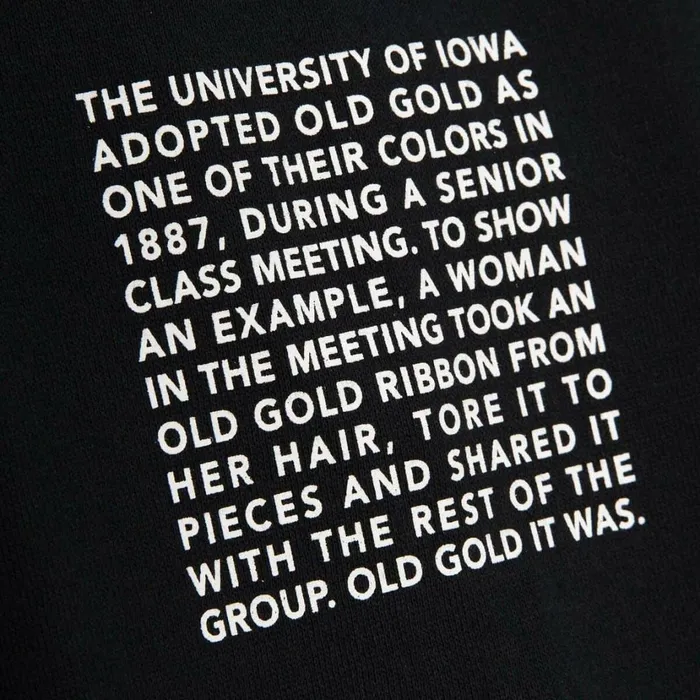 THE UNIVERSITY OF IOWA
ADOPTED OLD GOLD AS
ONE OF THEIR COLORS IN
1887, DURING A SENIOR
CLASS MEETING. TO SHOW
AN EXAMPLE, A WOMAN
IN THE MEETING TOOK AN
OLD GOLD RIBBON FROM
HER HAIR, TORE IT TO
PIECES AND SHARED IT
WITH THE REST OF THE
GROUP. OLD GOLD IT WAS.